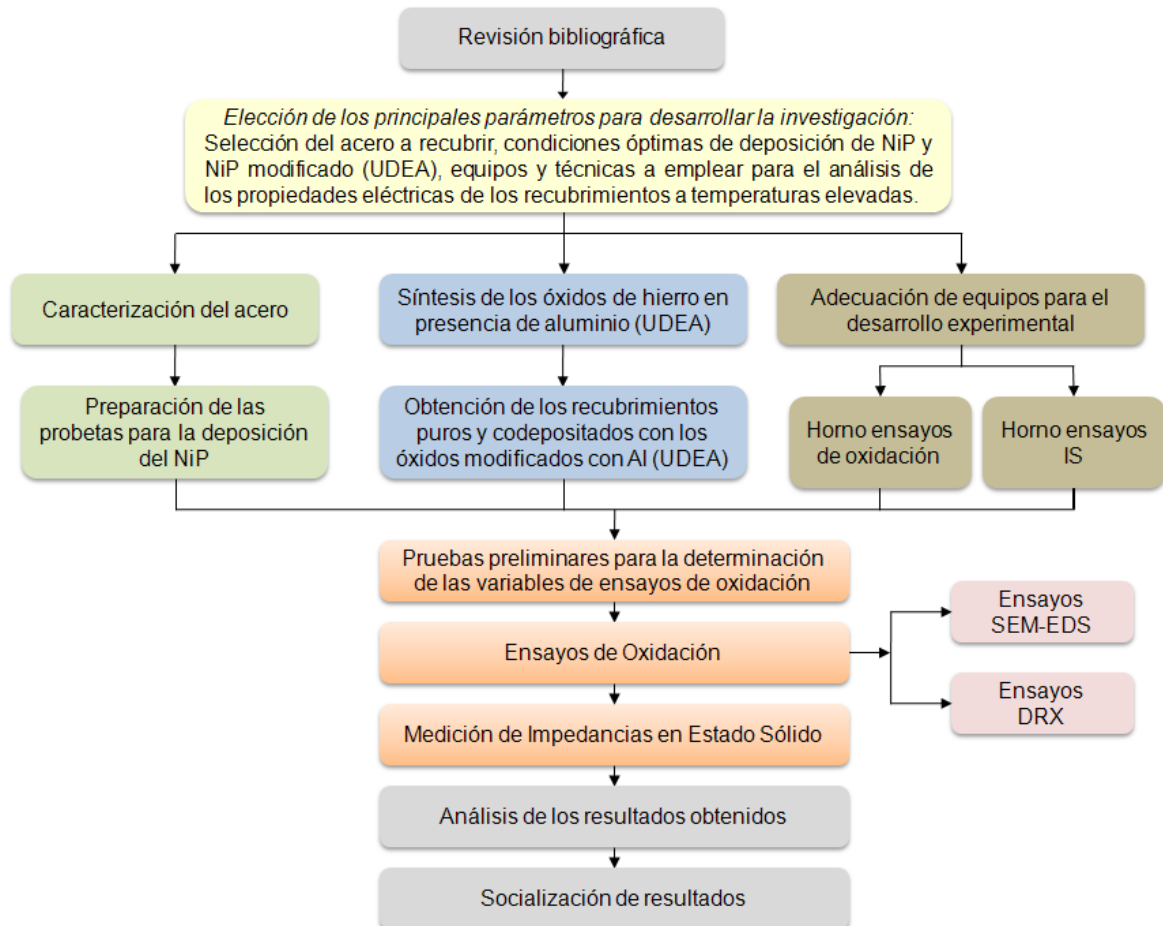 Revisión bibliográfica
Elección de los principales parámetros para desarrollar la investigación:
Selección del acero a recubrir, condiciones óptimas de deposición de NiP y
NiP modificado (UDEA), equipos y técnicas a emplear para el análisis de
los propiedades eléctricas de los recubrimientos a temperaturas elevadas.
Caracterización del acero
Síntesis de los óxidos de hierro en
presencia de aluminio (UDEA)
Adecuación de equipos para el
desarrollo experimental
Preparación de las
probetas para la deposición
del NiP
Obtención de los recubrimientos
puros y codepositados con los
óxidos modificados con Al (UDEA)
Horno ensayos
de oxidación
Horno ensayos
IS
Pruebas preliminares para la determinación
de las variables de ensayos de oxidación
Ensayos de Oxidación
Ensayos
SEM-EDS
Ensayos
DRX
Medición de Impedancias en Estado Sólido
Análisis de los resultados obtenidos
Socialización de resultados